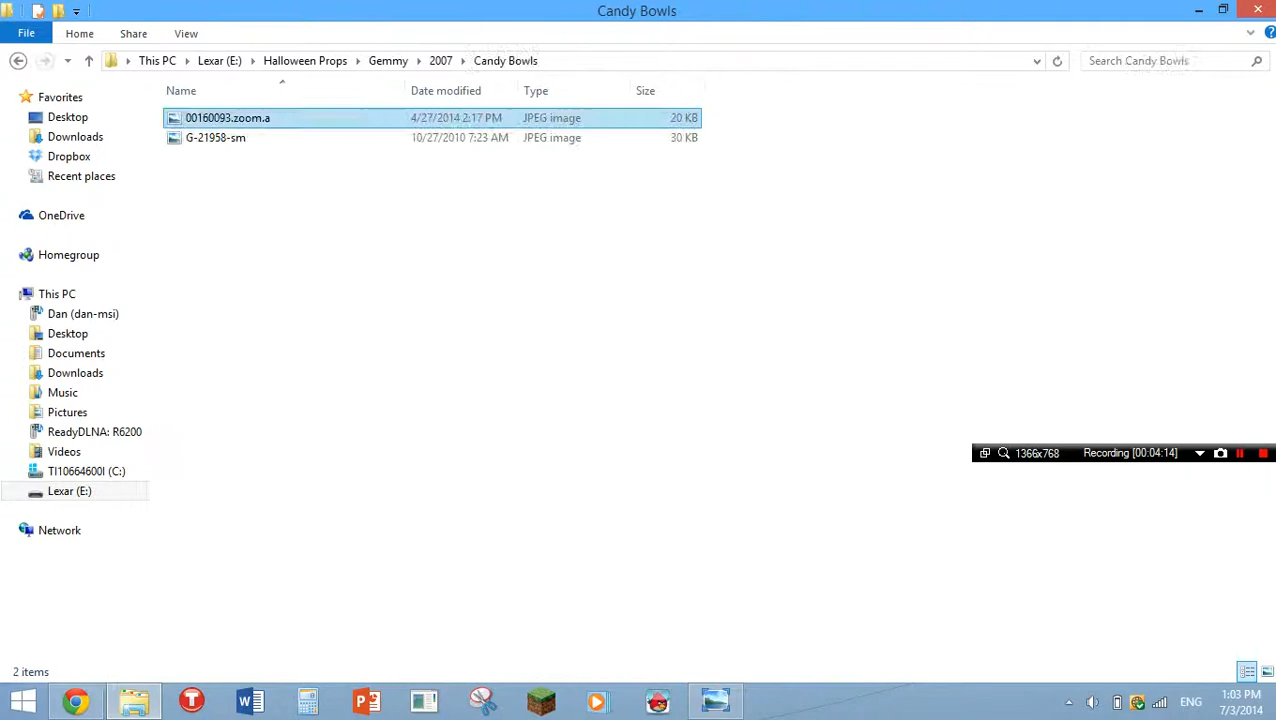 Candy Bowls
File Home Share View
This PC Lexar (E:) Halloween Props Gemmy 2007 Candy Bowls Search Candy Bowls
Name Date modified Type Size
Favorites
00160093.zoom.a 4/27/2014 2:17 PM JPEG image 20 KB
Desktop
G-21958-sm 10/27/2010 7:23 AM JPEG image 30 KB
Downloads
Dropbox
Recent places
OneDrive
Homegroup
This PC
Dan (dan-msi)
Desktop
Documents
Downloads
Music
Pictures
ReadyDLNA: R6200
Videos
1366x768 Recording [00:04:14]
TI10664600I (C:)
Lexar (E:)
Network
2 items
ENG 1:03 PM
7/3/2014